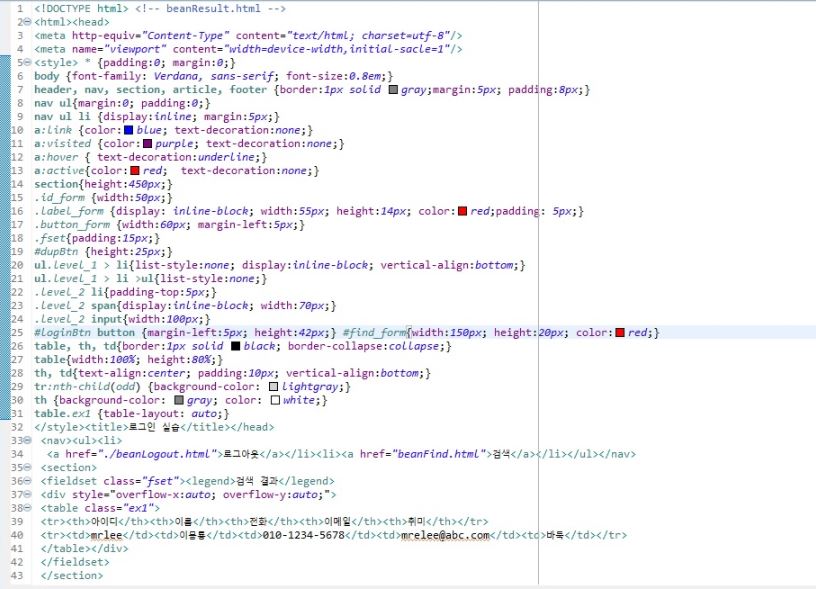 1 <!DOCTYPE html> <!-- beanResult.html -->
2 <html><head>
3 <meta http-equiv="Content-Type" content="text/html; charset=utf-8"/>
4 <meta name="viewport" content="width=device-width,initial-sacle=1"/>
5 <style> * {padding:0; margin:0;}
6 body {font-family: Verdana, sans-serif; font-size:0.8em;}
7 header, nav, section, article, footer {border:1px solid gray;margin:5px; padding:8px;}
8 nav ul{margin:0; padding:0;}
9 nav ul li {display:inline; margin:5px;}
10 a:link {color: blue; text-decoration:none;}
11 a:visited {color: purple; text-decoration:none;}
12 a:hover { text-decoration:underline;}
13 a:active{color: red;  text-decoration:none;}
14 section{height:450px;}
15 .id_form {width:50px;}
16 .label_form {display: inline-block; width:55px; height:14px; color: red;padding: 5px;}
17 .button_form {width:60px; margin-left:5px;}
18 .fset{padding:15px;}
19 #dupBtn {height:25px;}
20 ul.level_1 > li{list-style:none; display:inline-block; vertical-align:bottom;}
21 ul.level_1 > li >ul{list-style:none;}
22 .level_2 li{padding-top:5px;}
23 .level_2 span{display:inline-block; width:70px;}
24 .level_2 input{width:100px;}
25 #loginBtn button {margin-left:5px; height:42px;} #find_form{width:150px; height:20px; color: red;}
26 table, th, td{border:1px solid black; border-collapse:collapse;}
27 table{width:100%; height:80%;}
28 th, td{text-align:center; padding:10px; vertical-align:bottom;}
29 tr:nth-child(odd) {background-color: lightgray;}
30 th {background-color: gray; color: white;}
31 table.ex1 {table-layout: auto;}
32 </style><title>로그인 실습</title></head>
33 <nav><ul><li>
34 <a href="./beanLogout.html">로그아웃</a></li><li><a href="beanFind.html">검색</a></li></ul></nav>
35 <section>
36 <fieldset class="fset"><legend>검색 결과</legend>
37 <div style="overflow-x:auto; overflow-y:auto;">
38 <table class="ex1">
39 <tr><th>아이디</th><th>이름</th><th>전화</th><th>이메일</th><th>취미</th></tr>
40 <tr><td>mrlee</td><td>이몽룡</td><td>010-1234-5678</td><td>mrelee@abc.com</td><td>바둑</td></tr>
41 </table></div>
42 </fieldset>
43 </section>